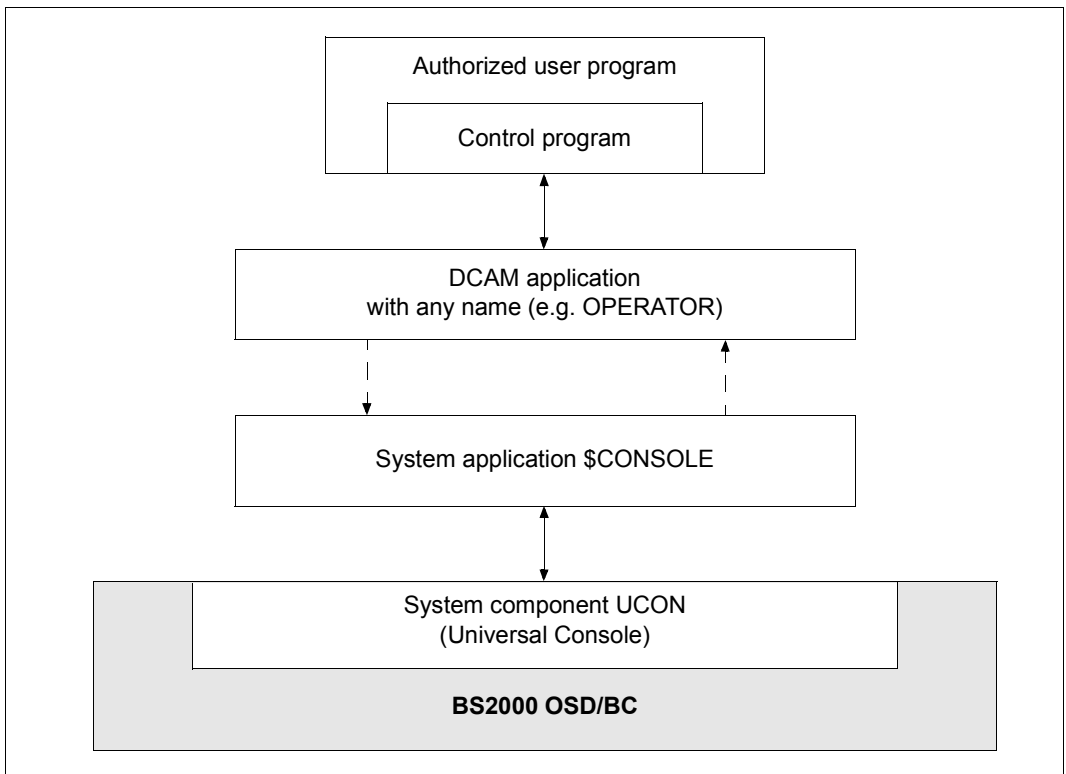 Authorized user program
Control program
DCAM application
with any name (e.g. OPERATOR)
System application $CONSOLE
System component UCON
(Universal Console)
BS2000 OSD/BC